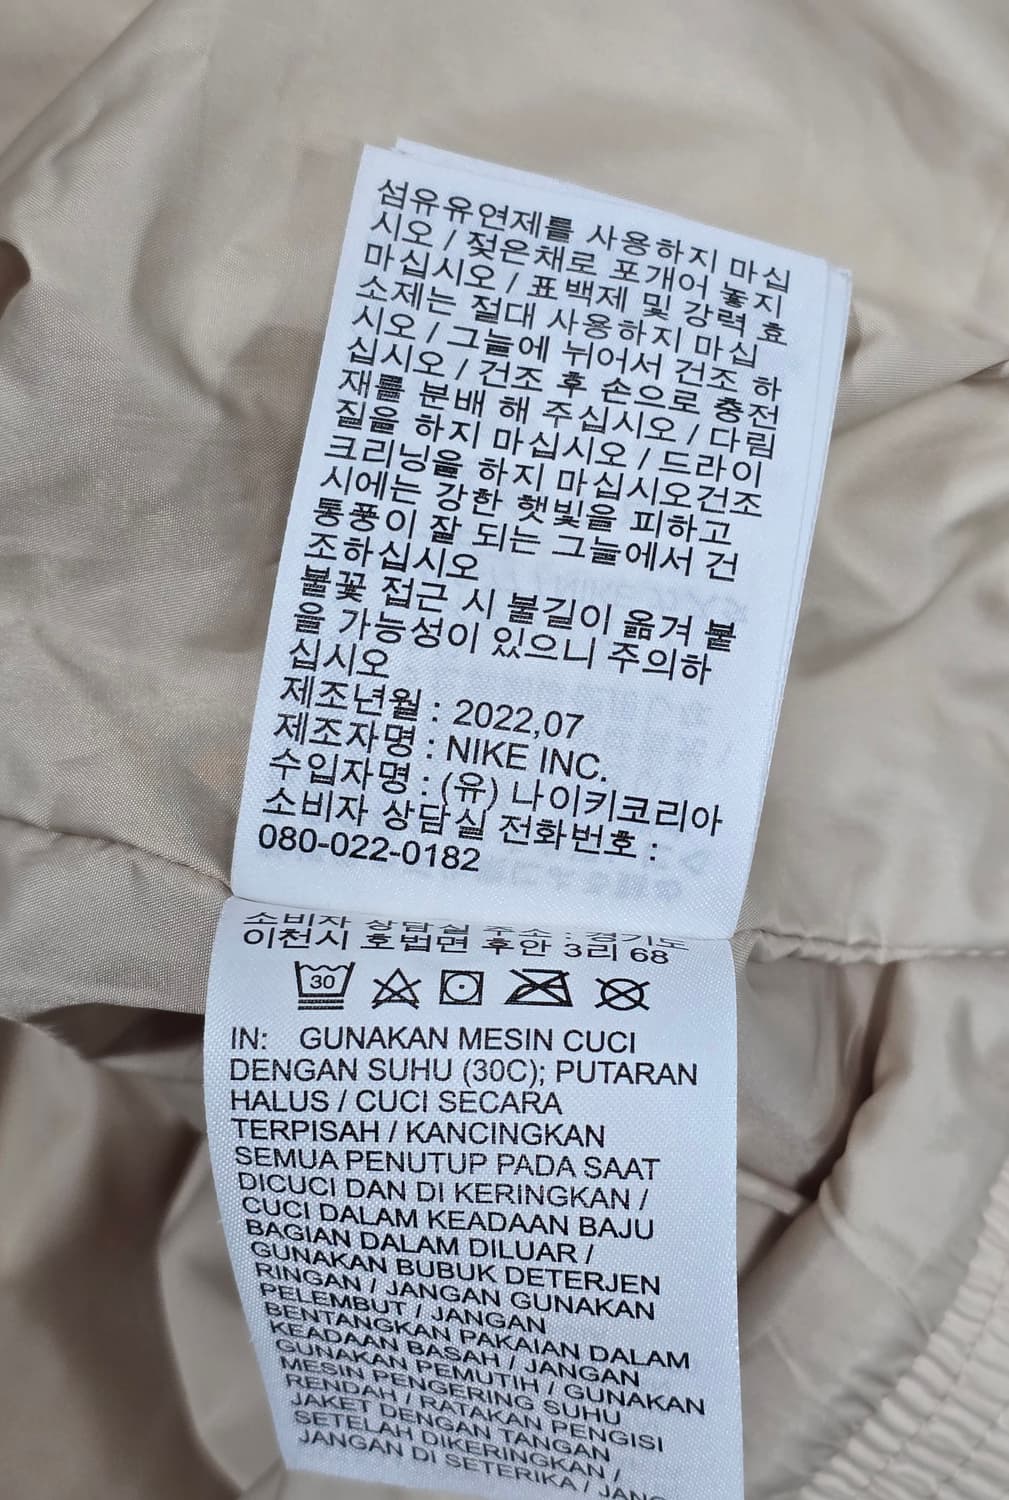 섬유유연제를 사용하지 마십
시오 / 젖은채로 포개어 놓지
마십시오 / 표백제 및 강력 효
소제는 절대 사용하지 마십
시오 / 그늘에 뉘어서 건조 하
십시오 / 건조 후 손으로 충전
재를 분배 해 주십시오 / 다림
질을 하지 마십시오 / 드라이
크리닝을 하지 마십시오건조
시에는 강한 햇빛을 피하고
통풍이 잘 되는 그늘에서 건
조하십시오
불꽃 접근 시 불길이 옮겨 붙
을 가능성이 있으니 주의하
십시오
제조년월 : 2022,07
제조자명 : NIKE INC.
수입자명 : (유) 나이키코리아
소비자 상담실 전화번호 :
080-022-0182
소비자 상담실 주소 : 경기도
이천시 호법면 후안 3리 68
30
IN: GUNAKAN MESIN CUCI
DENGAN SUHU (30C); PUTARAN
HALUS / CUCI SECARA
TERPISAH / KANCINGKAN
SEMUA PENUTUP PADA SAAT
DICUCI DAN DI KERINGKAN /
CUCI DALAM KEADAAN BAJU
BAGIAN DALAM DILUAR /
GUNAKAN BUBUK DETERJEN
RINGAN / JANGAN GUNAKAN
PELEMBUT / JANGAN
BENTANGKAN PAKAIAN DALAM
KEADAAN BASAH / JANGAN
GUNAKAN PEMUTIH / GUNAKAN
MESIN PENGERING SUHU
RENDAH / RATAKAN PENGISI
JAKET DENGAN TANGAN
SETELAH DIKERINGKAN /
JANGAN DI SETERIKA /